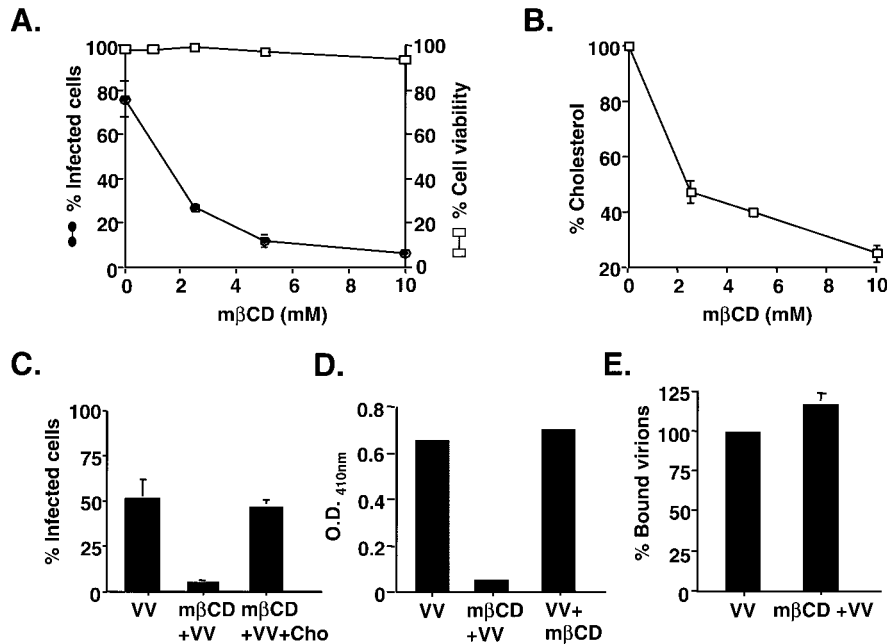 A.
% Infected cells
100
80
60
40
20
0
0 2 4 6 8 10
mβCD (mM)
100
80
60
40
20
0
% Cell viability
B.
% Cholesterol
100
80
60
40
20
0 2 4 6 8 10
mβCD (mM)
C.
% Infected cells
100
75
50
25
0
VV mβCD mβCD
+VV +VV+Cho
D.
O.D. 410nm
0.8
0.6
0.4
0.2
0
VV mβCD VV+
+VV mβCD
E.
% Bound virions
125
100
75
50
25
0
VV mβCD +VV